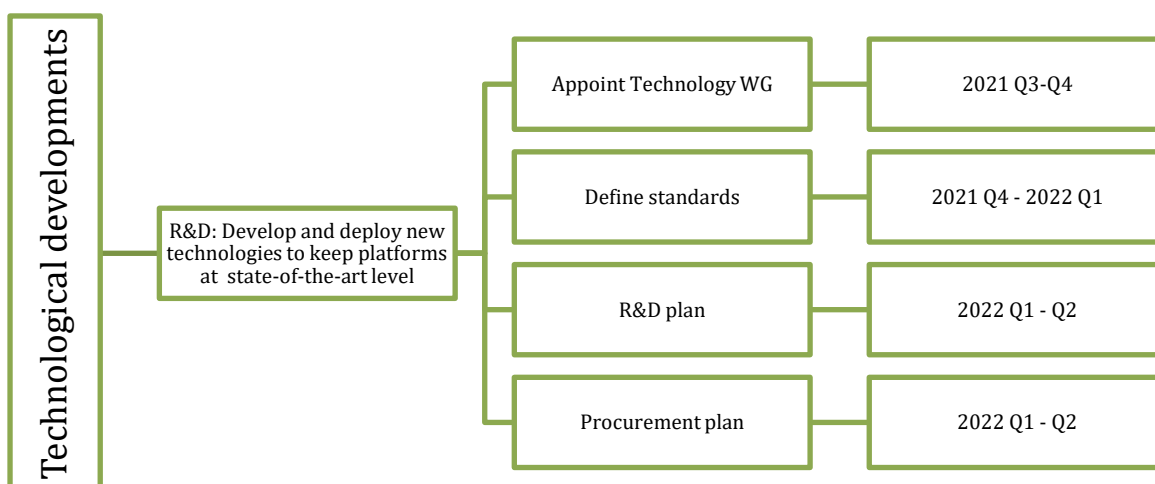 Technological developments
R&D: Develop and deploy new
technologies to keep platforms
at state-of-the-art level
Appoint Technology WG
2021 Q3-Q4
Define standards
2021 Q4 - 2022 Q1
R&D plan
2022 Q1 - Q2
Procurement plan
2022 Q1 - Q2